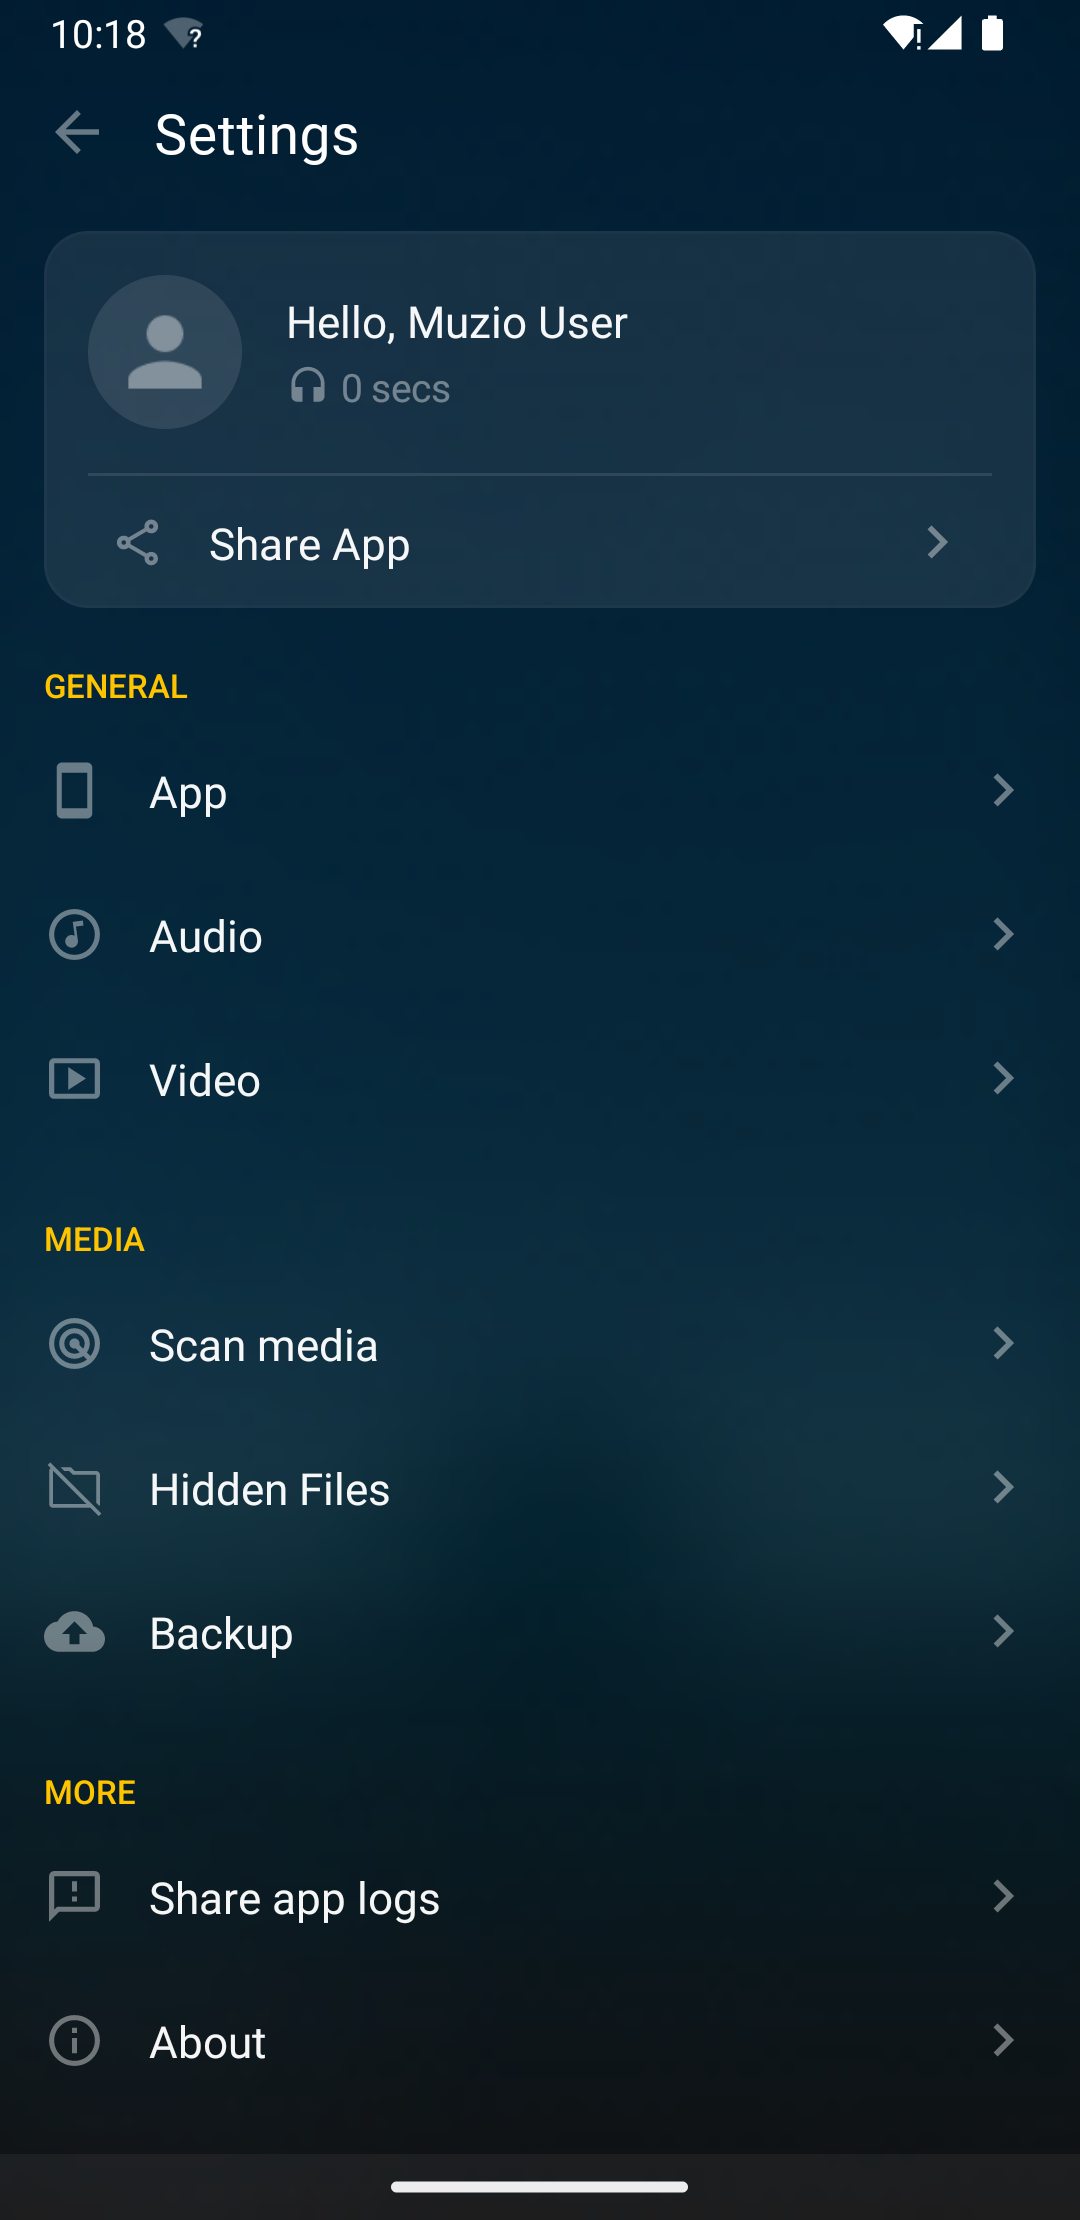 10:18
Settings
Hello, Muzio User
0 secs
Share App
GENERAL
App
Audio
Video
MEDIA
Scan media
Hidden Files
Backup
MORE
Share app logs
About